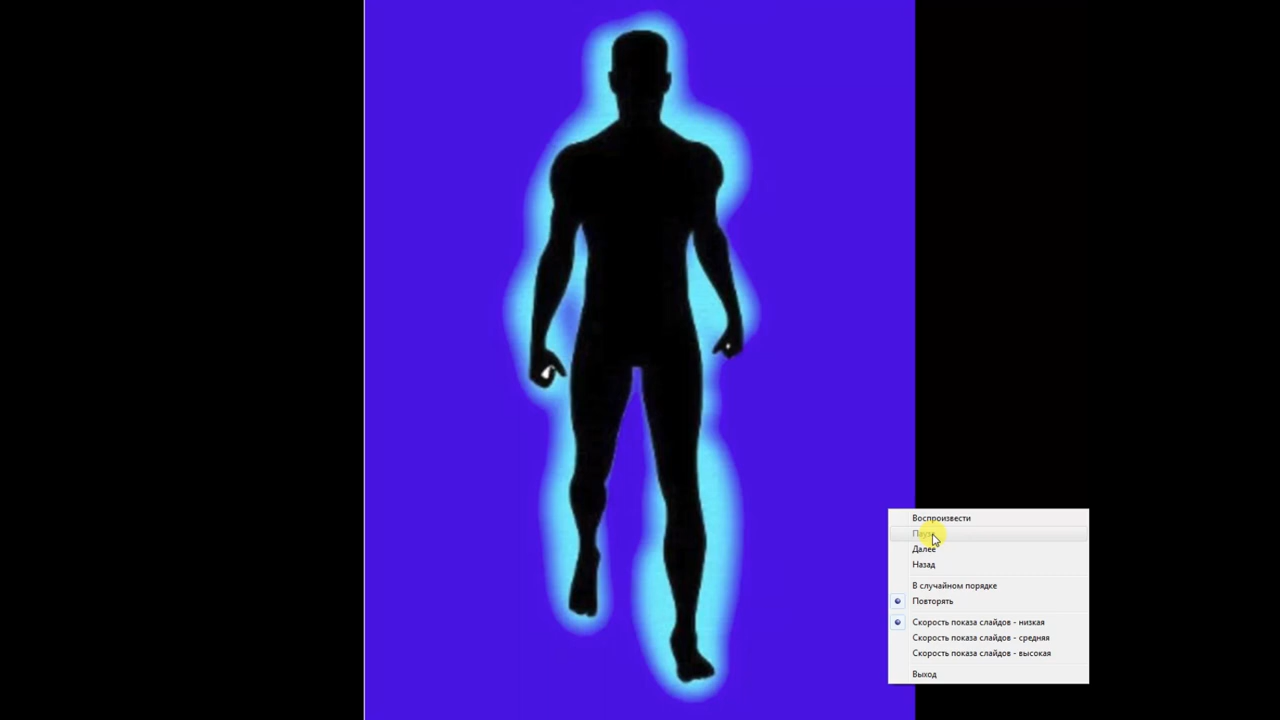 Воспроизвести
Пауза
Далее
Назад
В случайном порядке
Повторять
Скорость показа слайдов - низкая
Скорость показа слайдов - средняя
Скорость показа слайдов - высокая
Выход